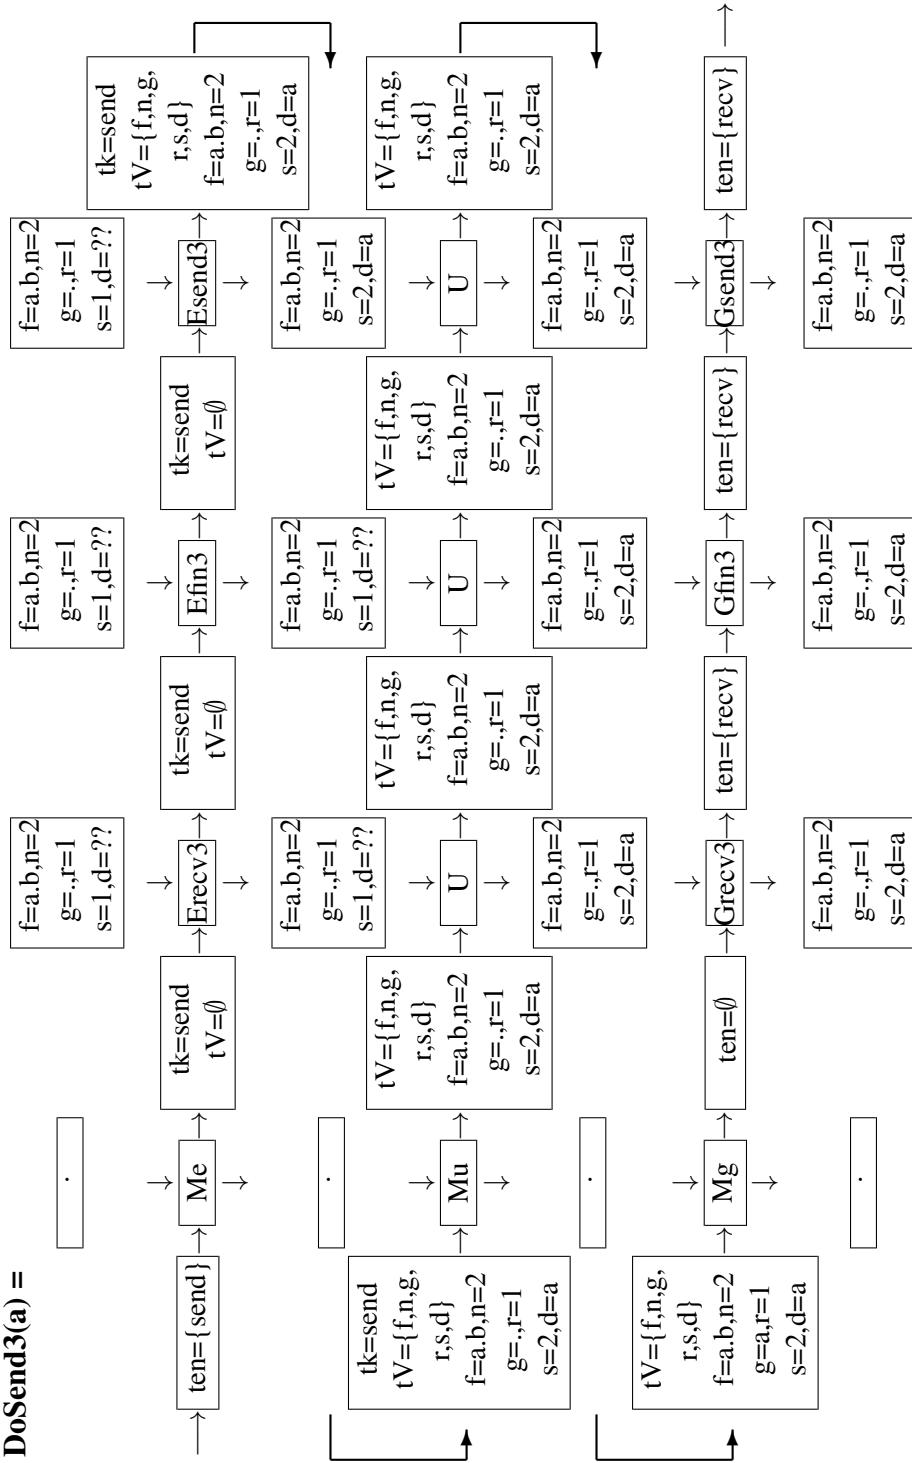 DoSend3(a) =
.
f=a.b,n=2
g=.,r=1
s=1,d=??
f=a.b,n=2
g=.,r=1
s=1,d=??
f=a.b,n=2
g=.,r=1
s=1,d=??
ten={send}
Me
tk=send
tV=∅
Erecv3
tk=send
tV=∅
Efin3
tk=send
tV=∅
Esend3
tk=send
tV={f,n,g,
r,s,d}
f=a.b,n=2
g=.,r=1
s=2,d=a
.
f=a.b,n=2
g=.,r=1
s=1,d=??
f=a.b,n=2
g=.,r=1
s=1,d=??
f=a.b,n=2
g=.,r=1
s=2,d=a
tk=send
tV={f,n,g,
r,s,d}
f=a.b,n=2
g=.,r=1
s=2,d=a
Mu
tV={f,n,g,
r,s,d}
f=a.b,n=2
g=.,r=1
s=2,d=a
U
tV={f,n,g,
r,s,d}
f=a.b,n=2
g=.,r=1
s=2,d=a
U
tV={f,n,g,
r,s,d}
f=a.b,n=2
g=.,r=1
s=2,d=a
U
tV={f,n,g,
r,s,d}
f=a.b,n=2
g=.,r=1
s=2,d=a
.
f=a.b,n=2
g=.,r=1
s=2,d=a
f=a.b,n=2
g=.,r=1
s=2,d=a
f=a.b,n=2
g=.,r=1
s=2,d=a
tV={f,n,g,
r,s,d}
f=a.b,n=2
g=a,r=1
s=2,d=a
Mg
ten=∅
Grecv3
ten={recv}
Gfin3
ten={recv}
Gsend3
ten={recv}
.
f=a.b,n=2
g=.,r=1
s=2,d=a
f=a.b,n=2
g=.,r=1
s=2,d=a
f=a.b,n=2
g=.,r=1
s=2,d=a